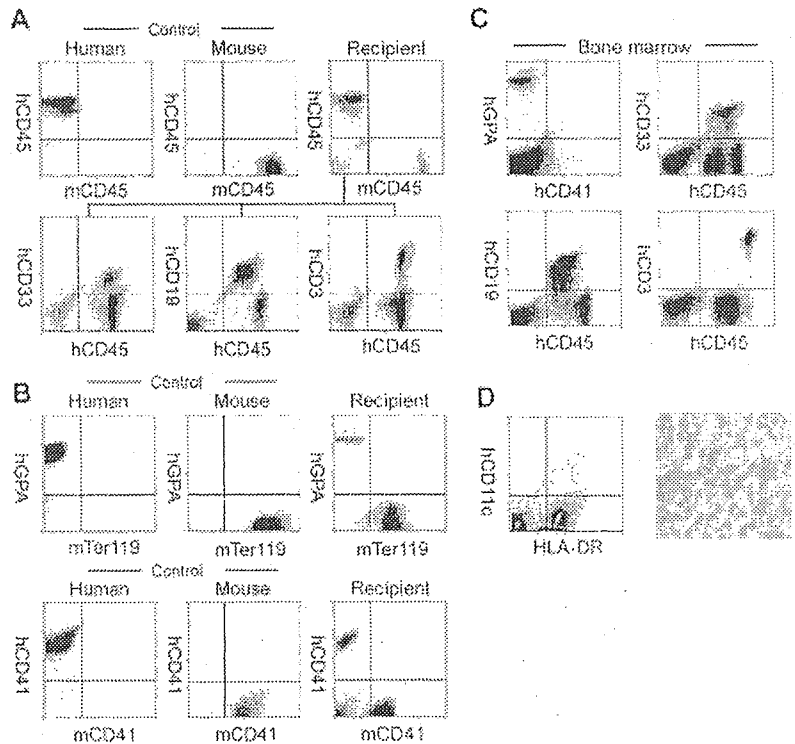 A
Control
Human
Mouse
Recipient
hCD45
mCD45
hCD45
mCD45
hCD45
mCD45
hCD33
hCD45
hCD19
hCD45
hCD3
hCD45
B
Control
Human
Mouse
Recipient
hGPA
mTer119
hGPA
mTer119
hGPA
mTer119
Control
Human
Mouse
Recipient
hCD41
mCD41
hCD41
mCD41
hCD41
mCD41
C
Bone marrow
hGPA
hCD41
hCD33
hCD45
hCD19
hCD45
hCD3
hCD45
D
hCD11c
HLA-DR